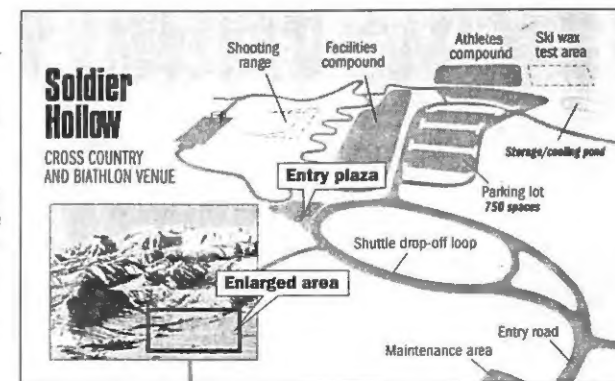 Soldier
Hollow
CROSS COUNTRY
AND BIATHLON VENUE
Shooting
range
Facilities
compound
Athletes
compound
Ski wax
test area
Storage/cooling pond
Entry plaza
Parking lot
750 spaces
Shuttle drop-off loop
Enlarged area
Entry road
Maintenance area